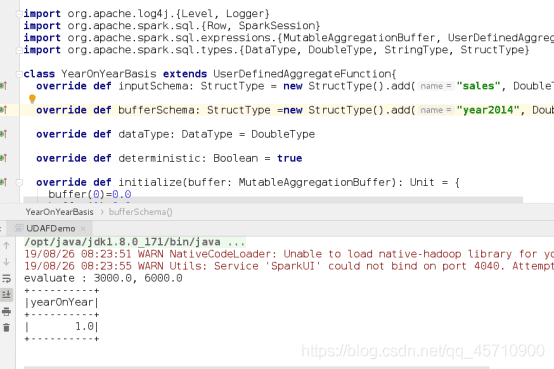 import org.apache.log4j.{Level, Logger}
import org.apache.spark.sql.{Row, SparkSession}
import org.apache.spark.sql.expressions.{MutableAggregationBuffer, UserDefinedAggreg
import org.apache.spark.sql.types.{DataType, DoubleType, StringType, StructType}
class YearOnYearBasis extends UserDefinedAggregateFunction{
override def inputSchema: StructType = new StructType().add( name = "sales", DoubleT
override def bufferSchema: StructType =new StructType().add( name = "year2014", Dou
override def dataType: DataType = DoubleType
override def deterministic: Boolean = true
override def initialize(buffer: MutableAggregationBuffer): Unit = {
buffer(0)=0.0
YearOnYearBasis › bufferSchema()
UDAFDemo ×
/opt/java/jdk1.8.0_171/bin/java ...
19/08/26 08:23:51 WARN NativeCodeLoader: Unable to load native-hadoop library for yo
19/08/26 08:23:55 WARN Utils: Service 'SparkUI' could not bind on port 4040. Attempt
evaluate : 3000.0, 6000.0
+----------+
|yearOnYear|
+----------+
|       1.0|
+----------+
https://blog.csdn.net/qq_45710900